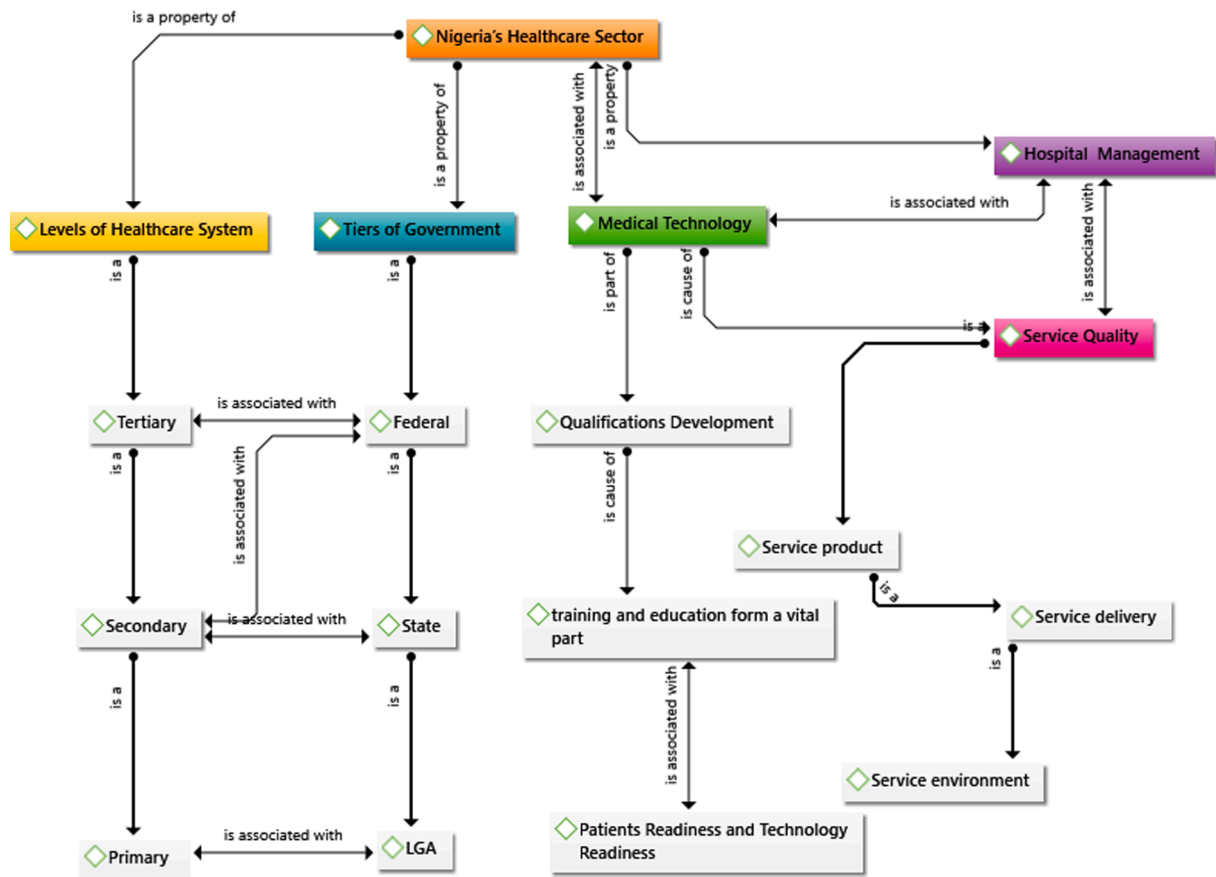 is a property of
Nigeria's Healthcare Sector
is a property of
is associated with
is a property
Hospital Management
is associated with
is associated with
Levels of Healthcare System
Tiers of Government
Medical Technology
is a
is a
is part of
is cause of
is a
Service Quality
Tertiary
is associated with
Federal
Qualifications Development
is a
is associated with
is a
is cause of
Service product
is a
Secondary
is associated with
State
training and education form a vital
part
Service delivery
is a
is a
is associated with
is a
Service environment
Primary
is associated with
LGA
Patients Readiness and Technology
Readiness